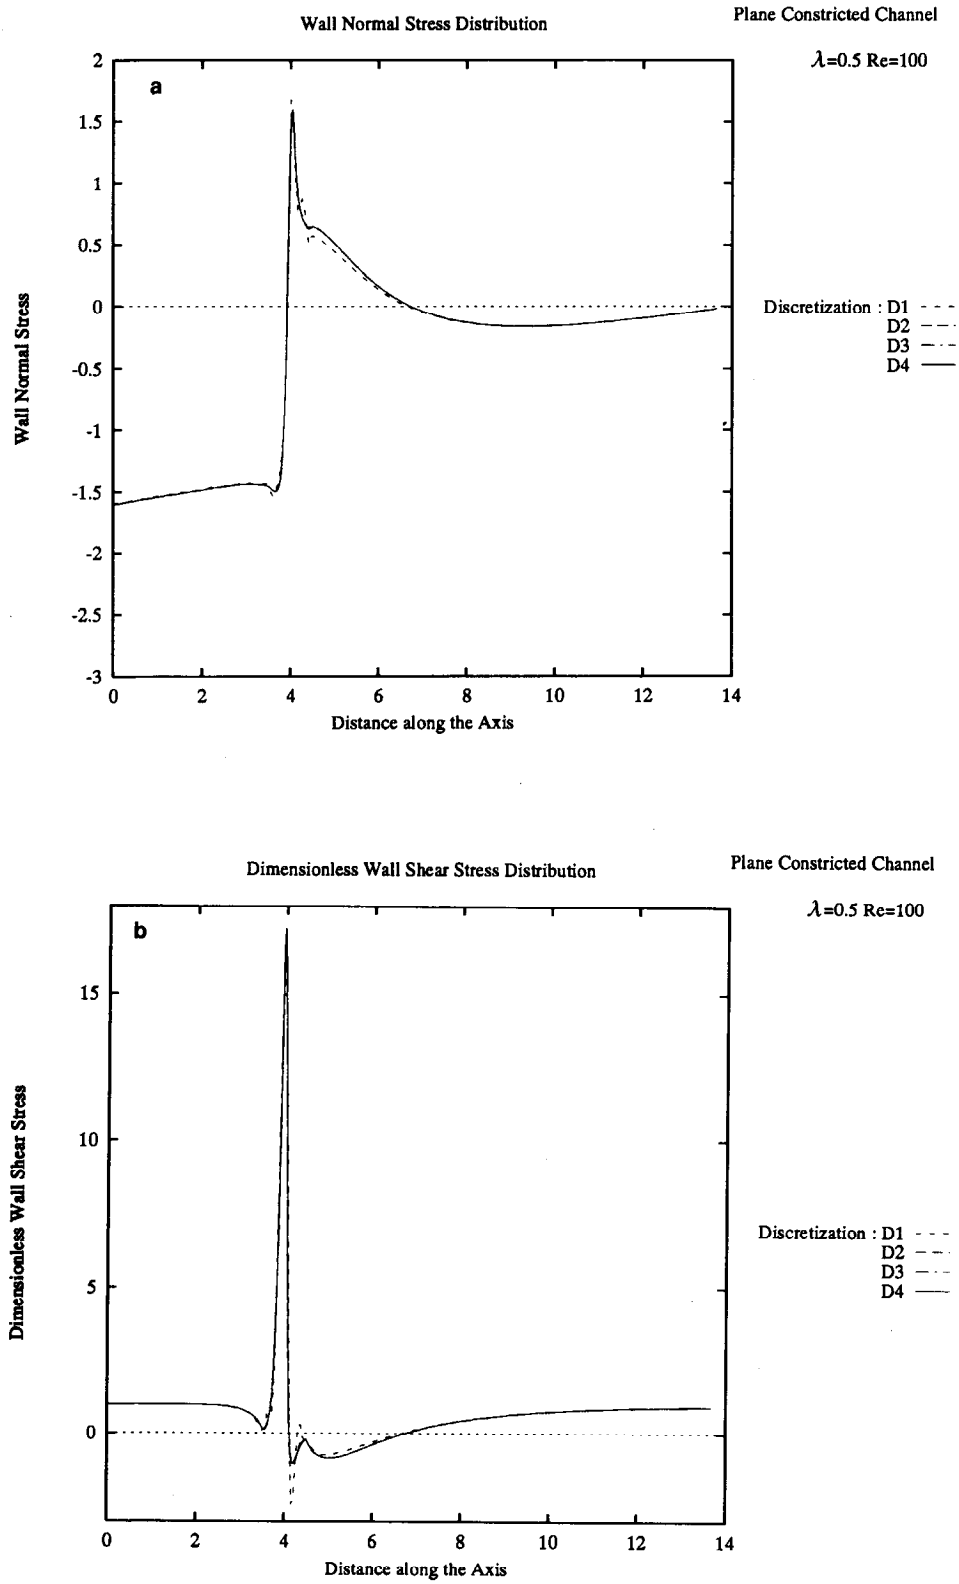 Wall Normal Stress Distribution
Plane Constricted Channel
λ=0.5 Re=100
a
2
1.5
1
0.5
0
-0.5
-1
-1.5
-2
-2.5
-3
Wall Normal Stress
0 2 4 6 8 10 12 14
Distance along the Axis
Discretization : D1
D2
D3
D4
Dimensionless Wall Shear Stress Distribution
Plane Constricted Channel
λ=0.5 Re=100
b
15
10
5
0
Dimensionless Wall Shear Stress
0 2 4 6 8 10 12 14
Distance along the Axis
Discretization : D1
D2
D3
D4